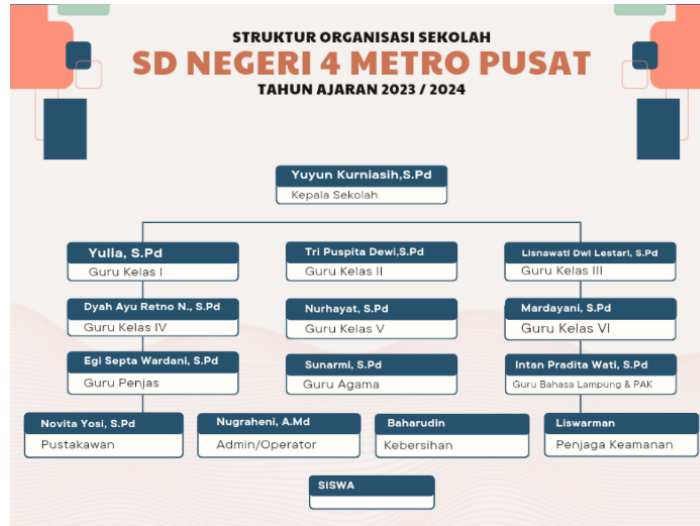 STRUKTUR ORGANISASI SEKOLAH
SD NEGERI 4 METRO PUSAT
TAHUN AJARAN 2023 / 2024
Yuyun Kurniasih,S.Pd
Kepala Sekolah
Yulia, S.Pd
Guru Kelas I
Tri Puspita Dewi,S.Pd
Guru Kelas II
Lisnawati Dwi Lestari, S.Pd
Guru Kelas III
Dyah Ayu Retno N., S.Pd
Guru Kelas IV
Nurhayat, S.Pd
Guru Kelas V
Mardayani, S.Pd
Guru Kelas VI
Egi Septa Wardani, S.Pd
Guru Penjas
Sunarmi, S.Pd
Guru Agama
Intan Pradita Wati, S.Pd
Guru Bahasa Lampung & PAK
Novita Yosi, S.Pd
Pustakawan
Nugraheni, A.Md
Admin/Operator
Baharudin
Kebersihan
Liswarman
Penjaga Keamanan
SISWA